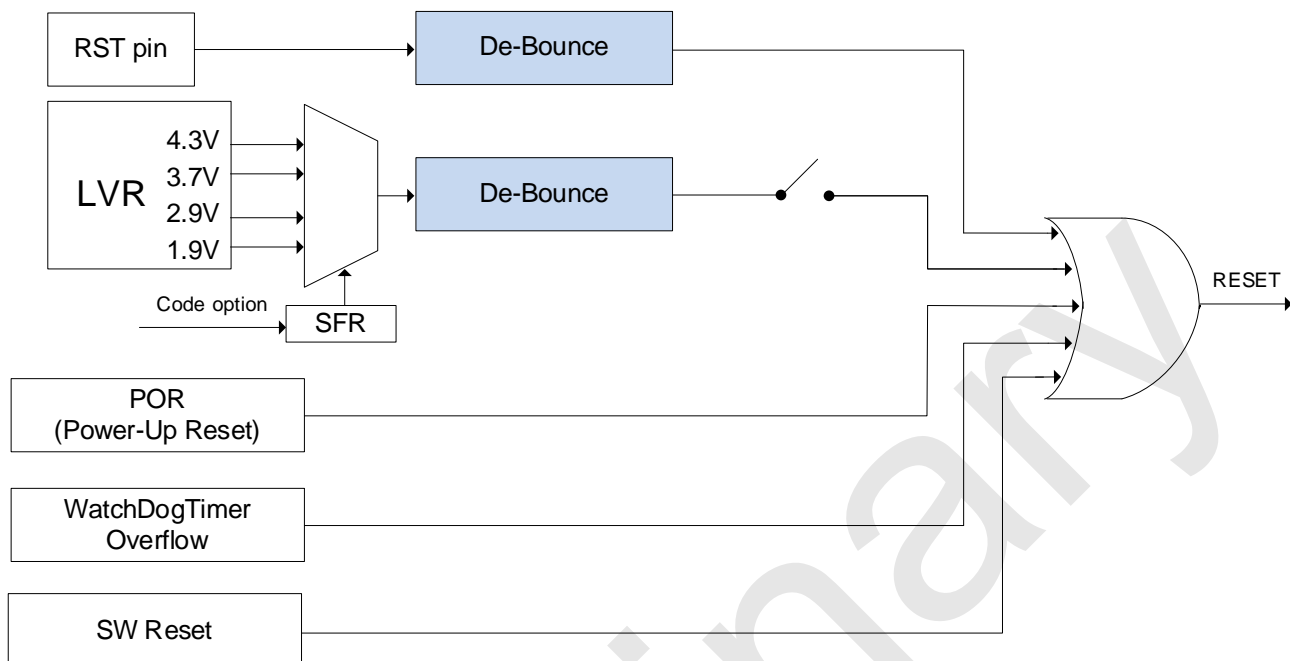 RST pin
De-Bounce
LVR
4.3V
3.7V
2.9V
1.9V
De-Bounce
Code option
SFR
RESET
POR
(Power-Up Reset)
WatchDogTimer
Overflow
SW Reset
inary